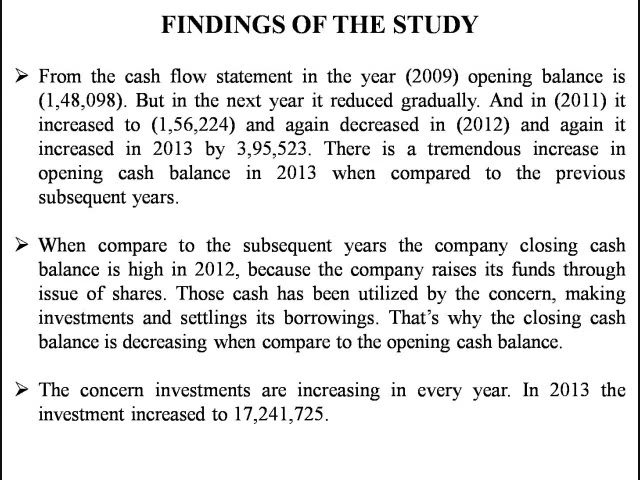 FINDINGS OF THE STUDY
➢ From the cash flow statement in the year (2009) opening balance is
(1,48,098). But in the next year it reduced gradually. And in (2011) it
increased to (1,56,224) and again decreased in (2012) and again it
increased in 2013 by 3,95,523. There is a tremendous increase in
opening cash balance in 2013 when compared to the previous
subsequent years.
➢ When compare to the subsequent years the company closing cash
balance is high in 2012, because the company raises its funds through
issue of shares. Those cash has been utilized by the concern, making
investments and settlings its borrowings. That’s why the closing cash
balance is decreasing when compare to the opening cash balance.
➢ The concern investments are increasing in every year. In 2013 the
investment increased to 17,241,725.